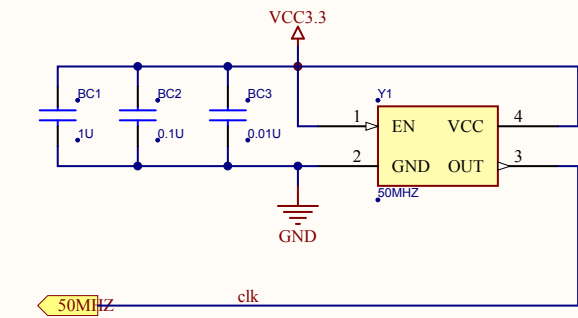 VCC3.3
BC1 BC2 BC3 Y1
1U 0.1U 0.01U
1 EN VCC 4
2 GND OUT 3
50MHZ
GND
clk
50MHZ